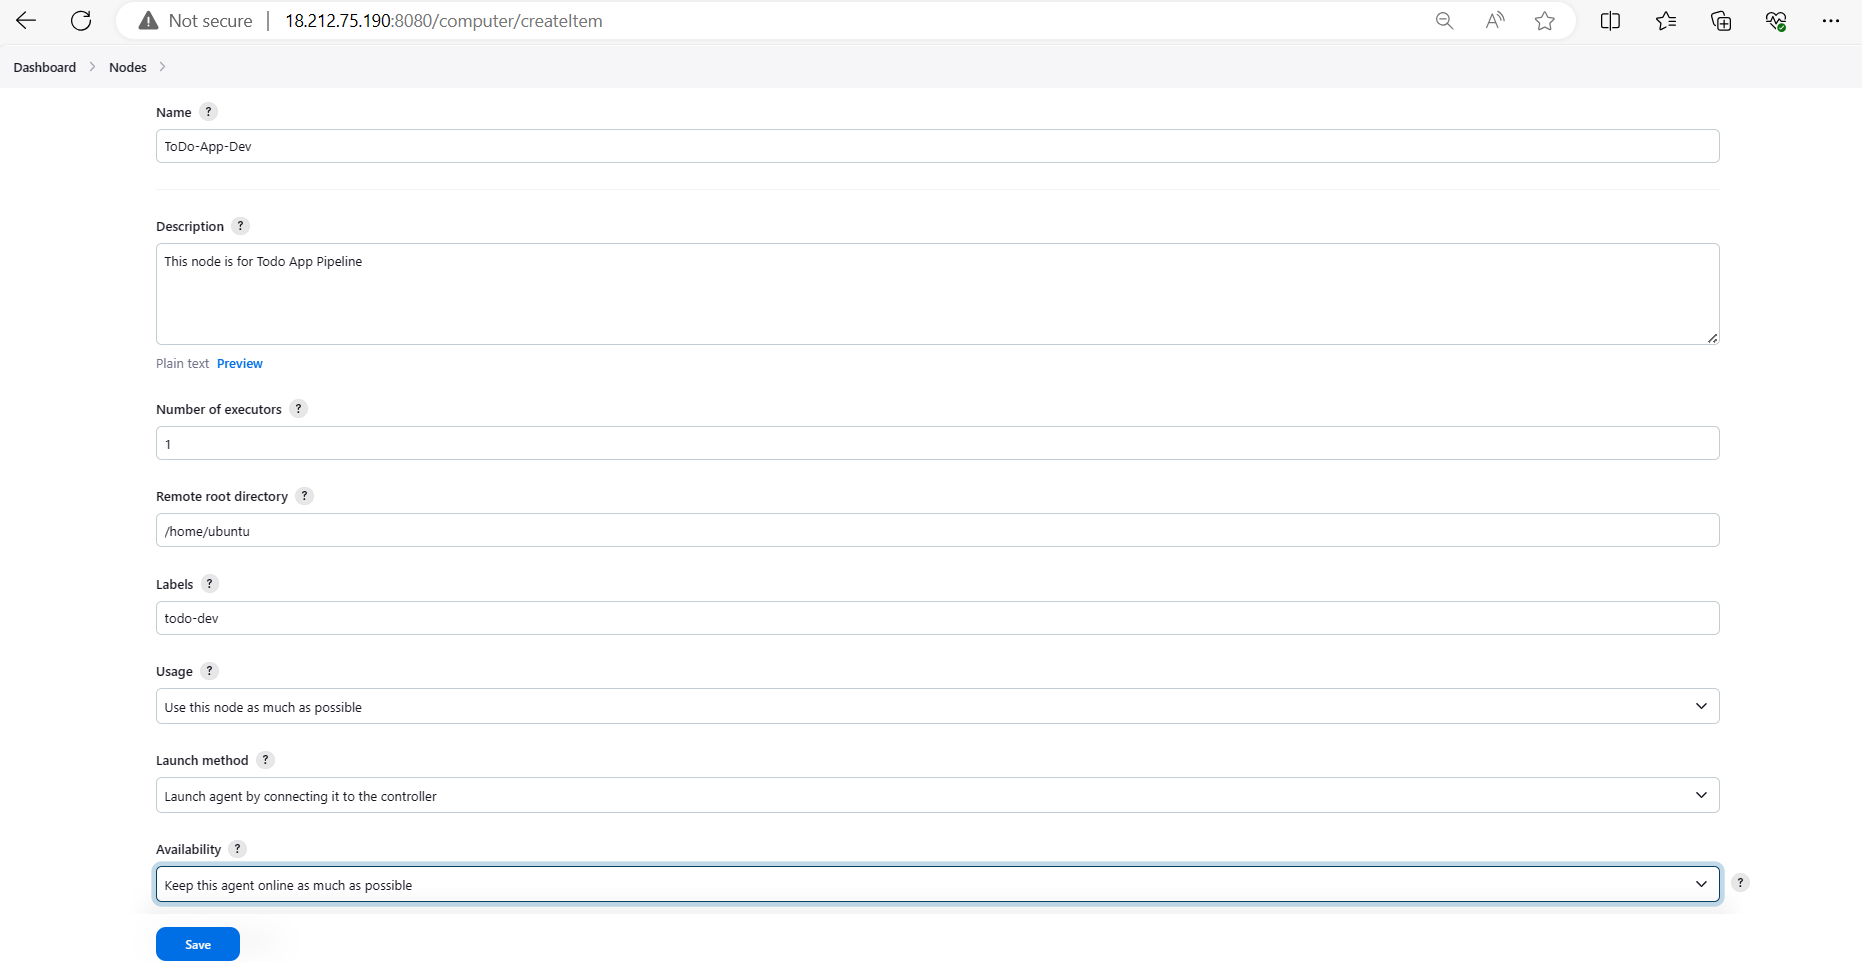 Not secure | 18.212.75.190:8080/computer/createItem
Dashboard > Nodes >
Name ?
ToDo-App-Dev
Description ?
This node is for Todo App Pipeline
Plain text Preview
Number of executors ?
1
Remote root directory ?
/home/ubuntu
Labels ?
todo-dev
Usage ?
Use this node as much as possible
Launch method ?
Launch agent by connecting it to the controller
Availability ?
Keep this agent online as much as possible
?
Save